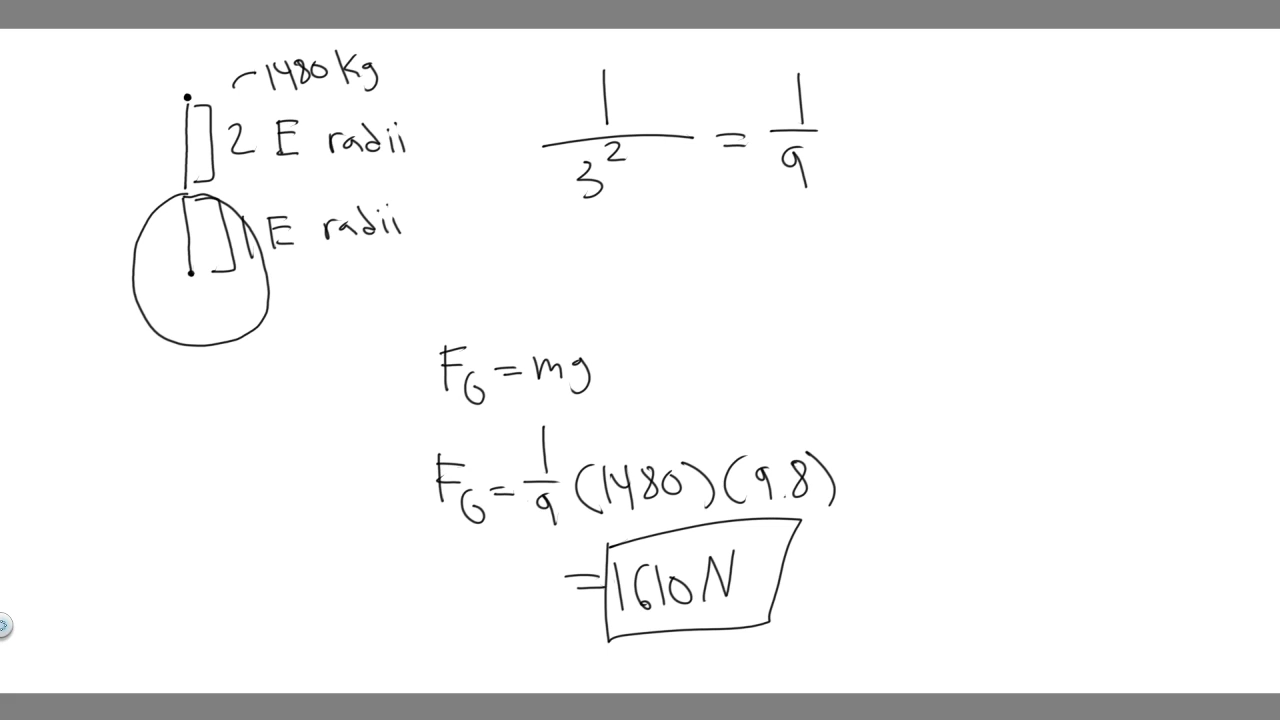 1480 Kg
2 E radii
1 E radii
1/3² = 1/9
F_G = mg
F_G = 1/9 (1480)(9.8)
= 1610 N